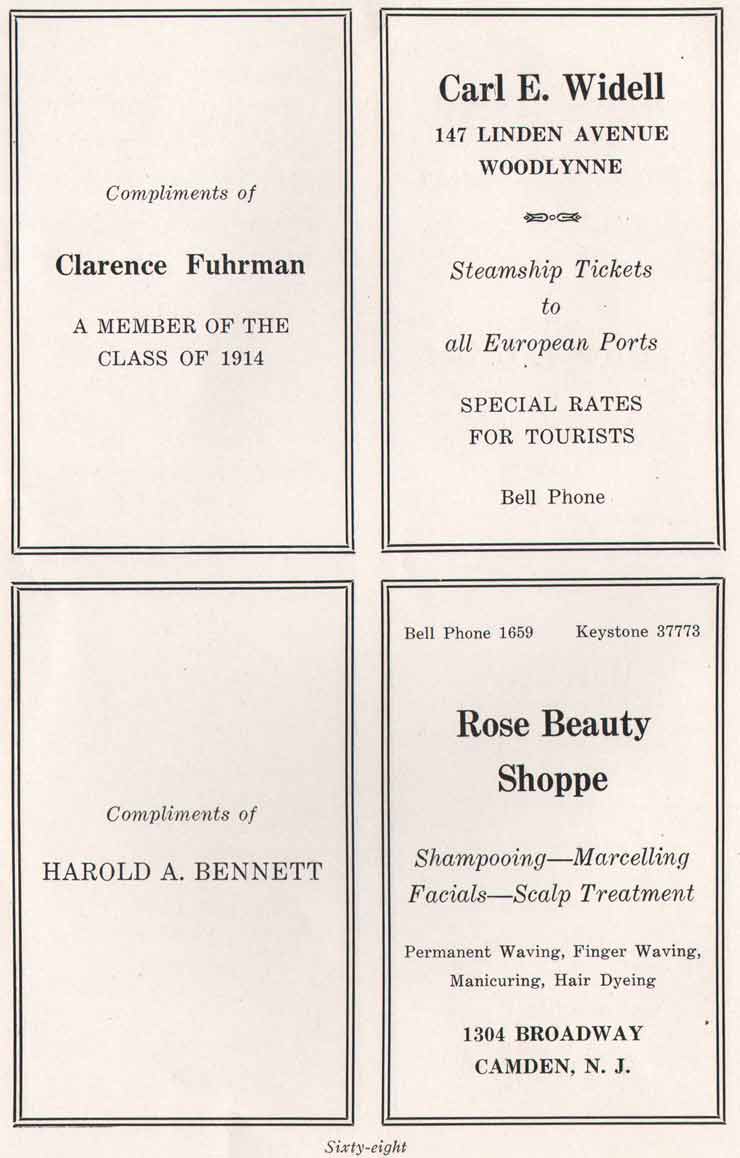 Compliments of
Clarence Fuhrman
A MEMBER OF THE
CLASS OF 1914
Carl E. Widell
147 LINDEN AVENUE
WOODLYNNE
Steamship Tickets
to
all European Ports
SPECIAL RATES
FOR TOURISTS
Bell Phone
Compliments of
HAROLD A. BENNETT
Bell Phone 1659 Keystone 37773
Rose Beauty
Shoppe
Shampooing—Marcelling
Facials—Scalp Treatment
Permanent Waving, Finger Waving,
Manicuring, Hair Dyeing
1304 BROADWAY
CAMDEN, N. J.
Sixty-eight